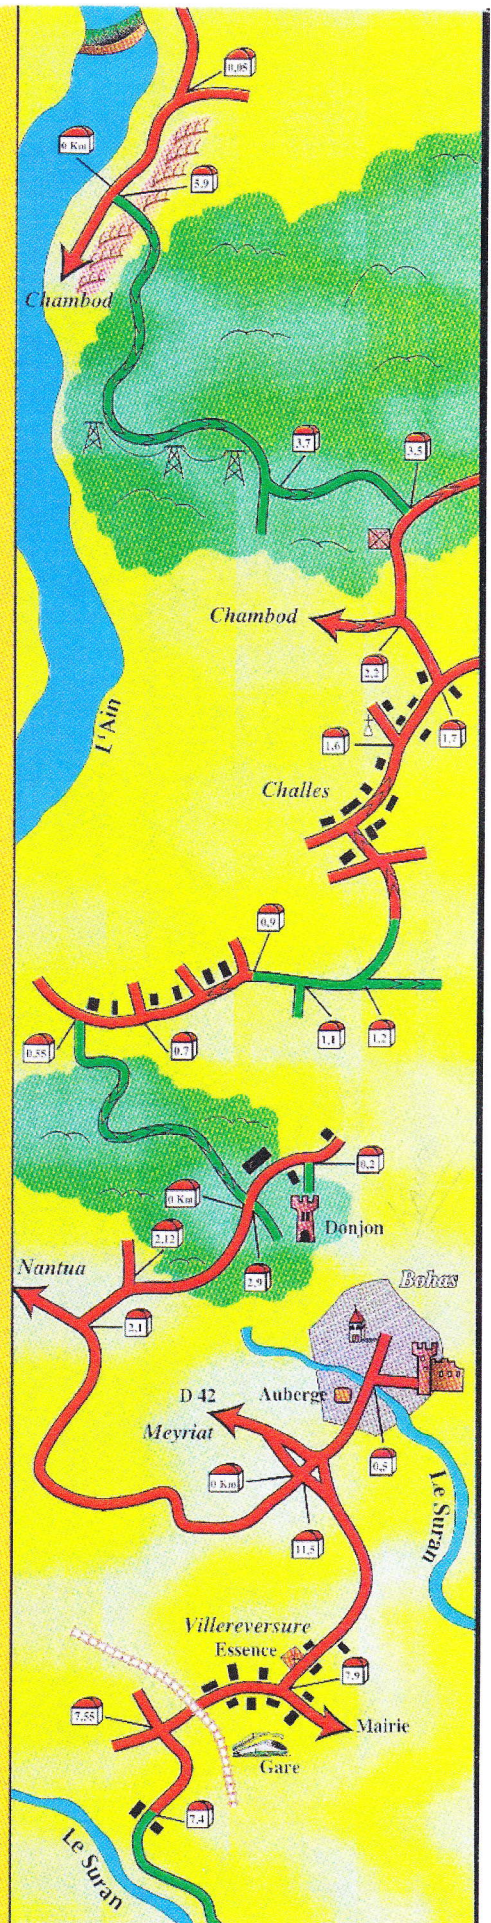 0,05
0 Km
5.9
Chambod
3.7
3.5
Chambod
2.2
L'Ain
1.7
1.6
Challes
0.9
1.1
1.2
0.55
0.7
0.2
0 Km
Donjon
2.12
Nantua
2.9
Bohas
2.1
D 42
Auberge
Meyriat
0.5
0 Km
Le Suran
11.5
Villereversure
Essence
7.9
7.55
Mairie
Gare
7.4
Le Suran